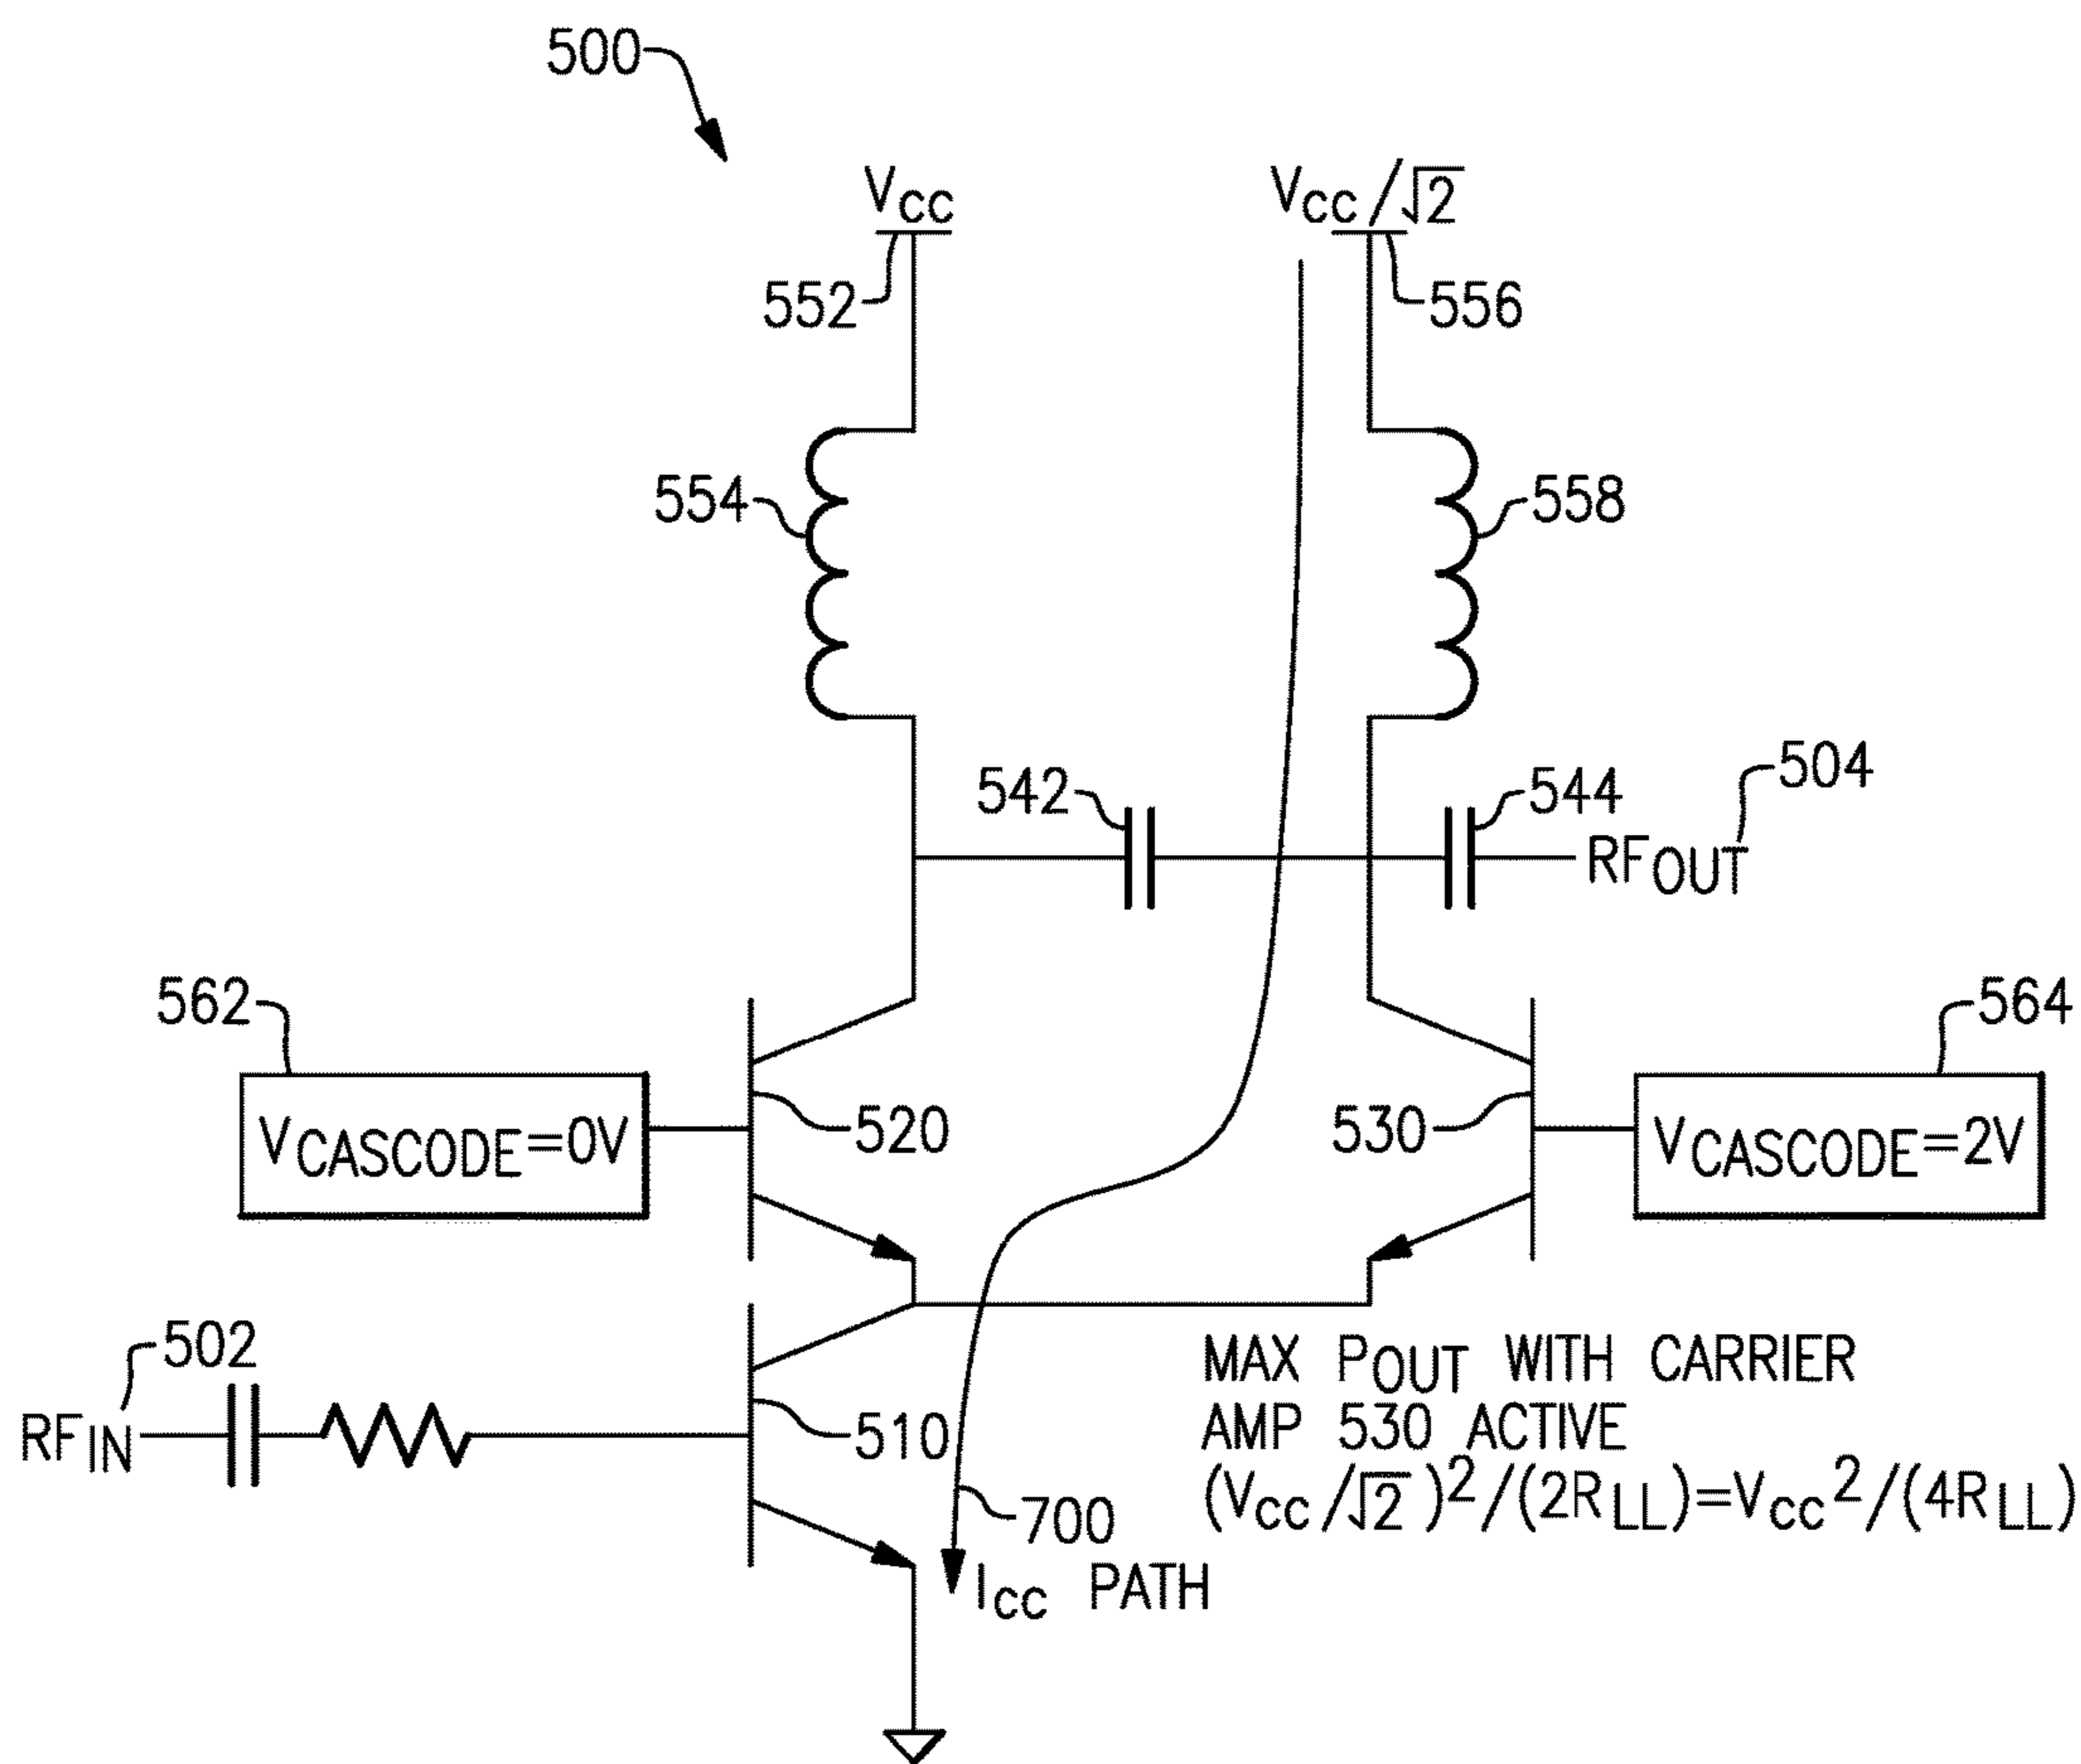 500
Vcc
Vcc/√2
552
556
554
558
542
544
504
RFOUT
562
564
VCASCODE=0V
520
530
VCASCODE=2V
502
RFIN
510
MAX POUT WITH CARRIER
AMP 530 ACTIVE
(Vcc/√2)²/(2RLL)=Vcc²/(4RLL)
700
Icc PATH